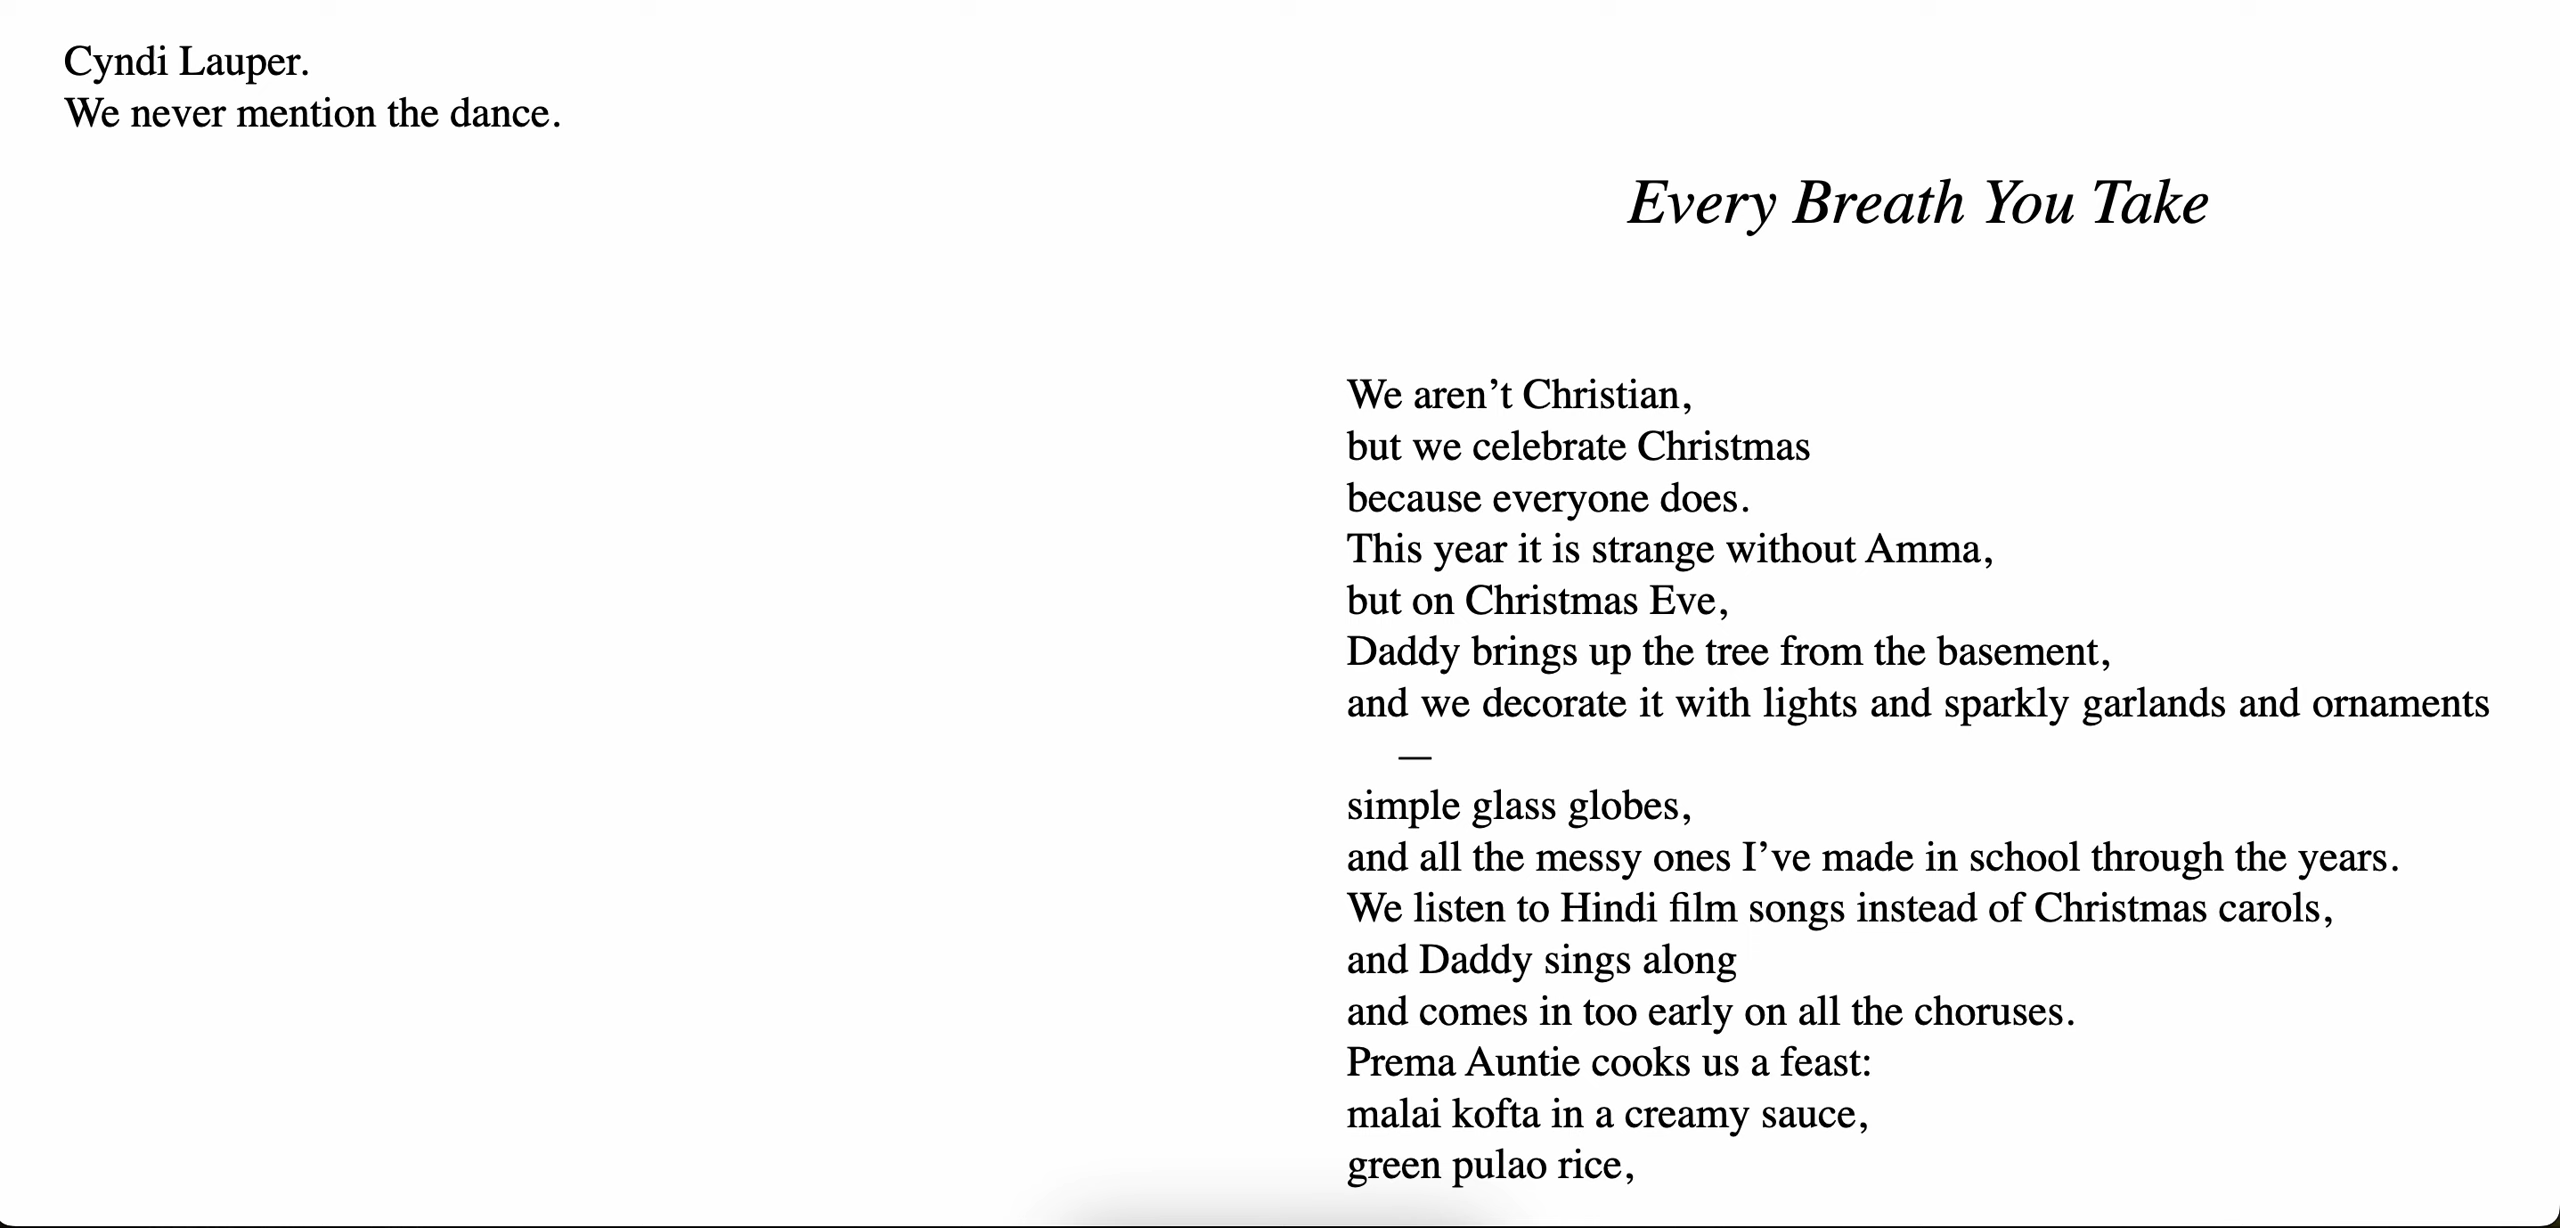 Cyndi Lauper.
We never mention the dance.
Every Breath You Take
We aren’t Christian,
but we celebrate Christmas
because everyone does.
This year it is strange without Amma,
but on Christmas Eve,
Daddy brings up the tree from the basement,
and we decorate it with lights and sparkly garlands and ornaments
—
simple glass globes,
and all the messy ones I’ve made in school through the years.
We listen to Hindi film songs instead of Christmas carols,
and Daddy sings along
and comes in too early on all the choruses.
Prema Auntie cooks us a feast:
malai kofta in a creamy sauce,
green pulao rice,